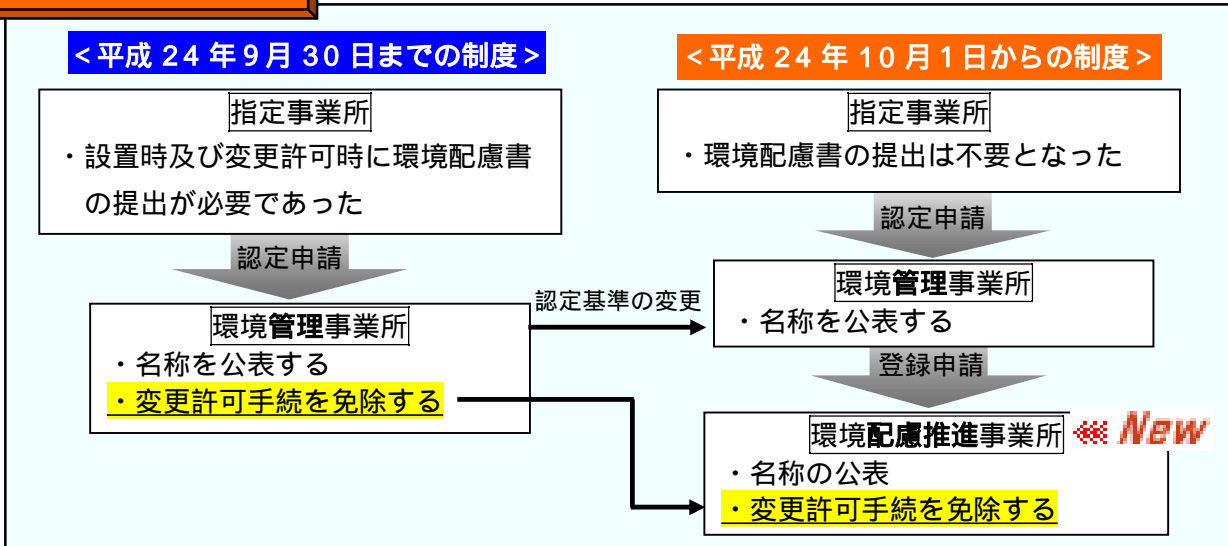 <平成 24 年9月 30 日までの制度>
指定事業所
・設置時及び変更許可時に環境配慮書
の提出が必要であった
認定申請
環境管理事業所
・名称を公表する
・変更許可手続を免除する
認定基準の変更
<平成 24 年 10 月1日からの制度>
指定事業所
・環境配慮書の提出は不要となった
認定申請
環境管理事業所
・名称を公表する
登録申請
環境配慮推進事業所 New
・名称の公表
・変更許可手続を免除する